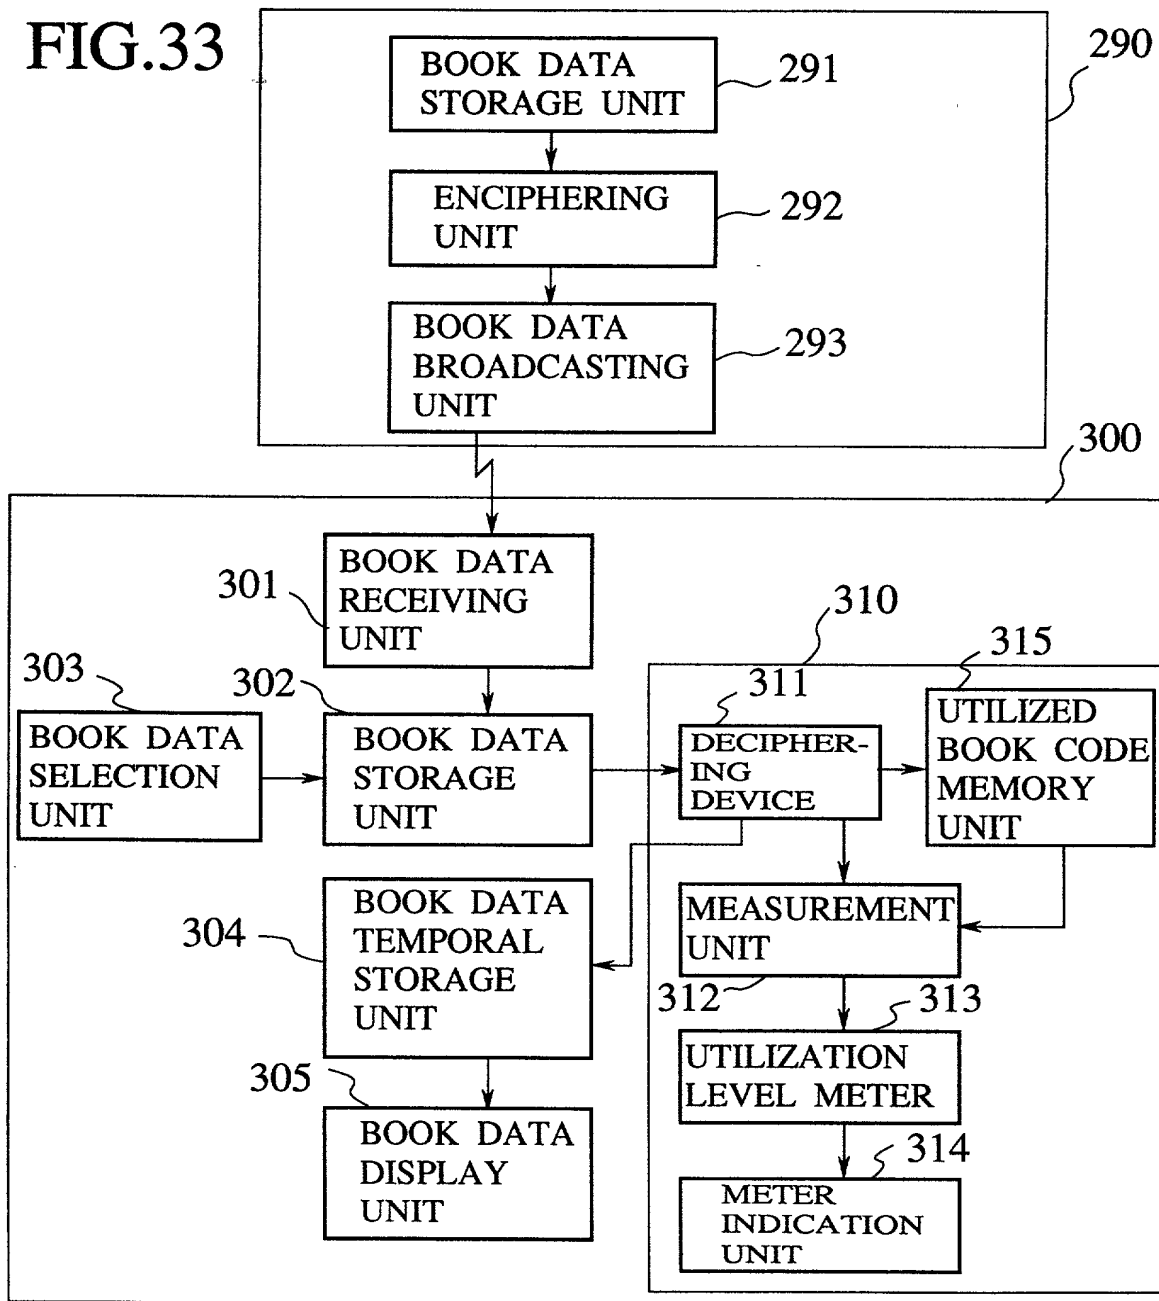 FIG.33
290
BOOK DATA
STORAGE UNIT
291
ENCIPHERING
UNIT
292
BOOK DATA
BROADCASTING
UNIT
293
300
BOOK DATA
RECEIVING
UNIT
301
303
BOOK DATA
SELECTION
UNIT
302
BOOK DATA
STORAGE
UNIT
310
311
DECIPHER-
ING
DEVICE
315
UTILIZED
BOOK CODE
MEMORY
UNIT
304
BOOK DATA
TEMPORAL
STORAGE
UNIT
MEASUREMENT
UNIT
312
313
UTILIZATION
LEVEL METER
305
BOOK DATA
DISPLAY
UNIT
314
METER
INDICATION
UNIT